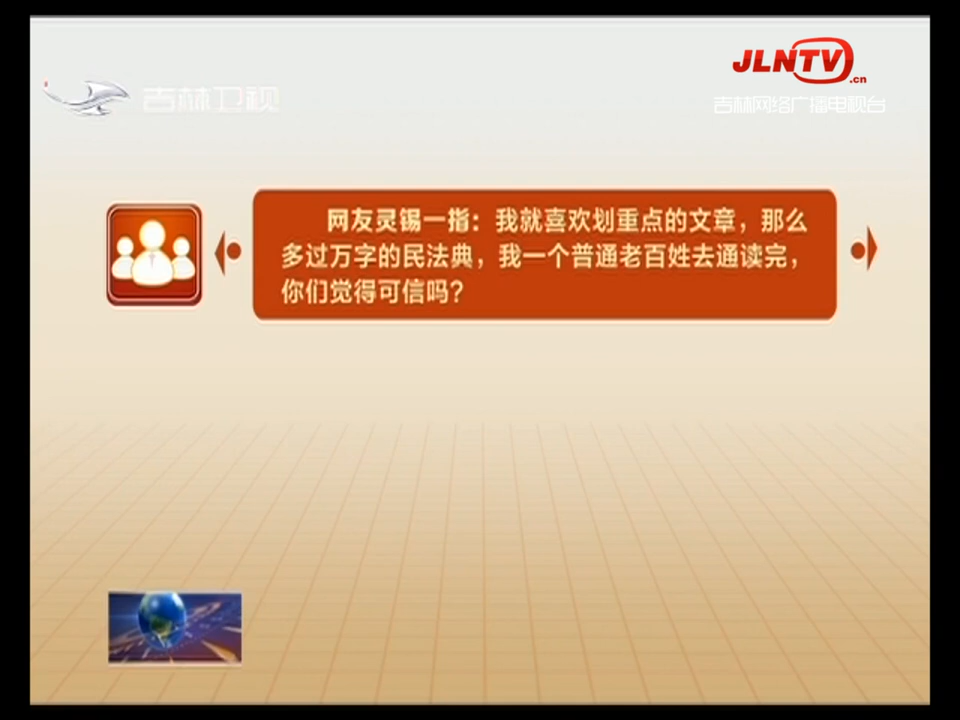 吉林卫视
JLNTV.cn
吉林网络广播电视台
网友灵锡一指：我就喜欢划重点的文章，那么
多过万字的民法典，我一个普通老百姓去通读完，
你们觉得可信吗？